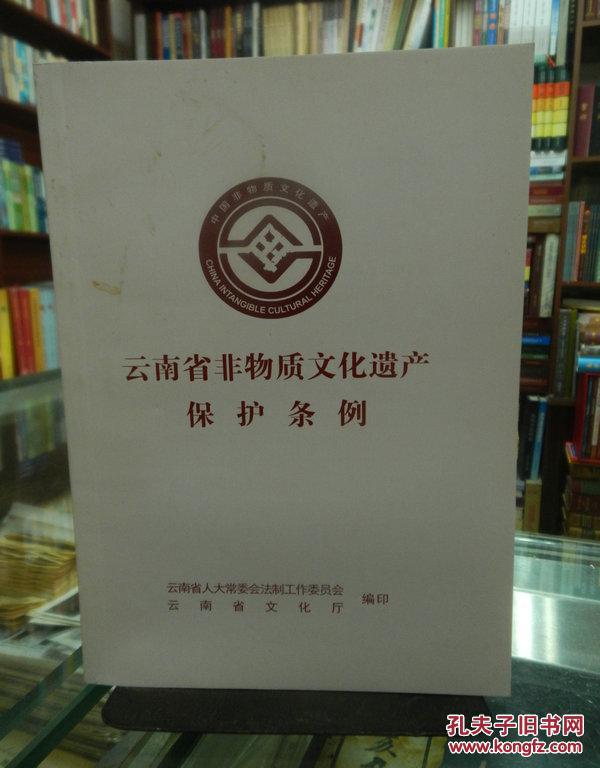 中国非物质文化遗产
CHINA INTANGIBLE CULTURAL HERITAGE
云南省非物质文化遗产
保护条例
云南省人大常委会法制工作委员会
云南省文化厅
编印
孔夫子旧书网
www.kongfz.com